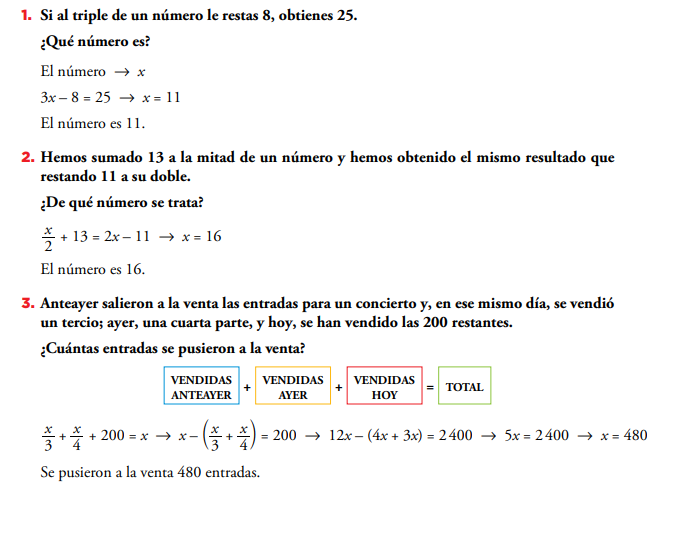 1. Si al triple de un número le restas 8, obtienes 25.
¿Qué número es?
El número → x
3x – 8 = 25 → x = 11
El número es 11.
2. Hemos sumado 13 a la mitad de un número y hemos obtenido el mismo resultado que
restando 11 a su doble.
¿De qué número se trata?
x/2 + 13 = 2x – 11 → x = 16
El número es 16.
3. Anteayer salieron a la venta las entradas para un concierto y, en ese mismo día, se vendió
un tercio; ayer, una cuarta parte, y hoy, se han vendido las 200 restantes.
¿Cuántas entradas se pusieron a la venta?
VENDIDAS ANTEAYER + VENDIDAS AYER + VENDIDAS HOY = TOTAL
x/3 + x/4 + 200 = x → x – (x/3 + x/4) = 200 → 12x – (4x + 3x) = 2 400 → 5x = 2 400 → x = 480
Se pusieron a la venta 480 entradas.